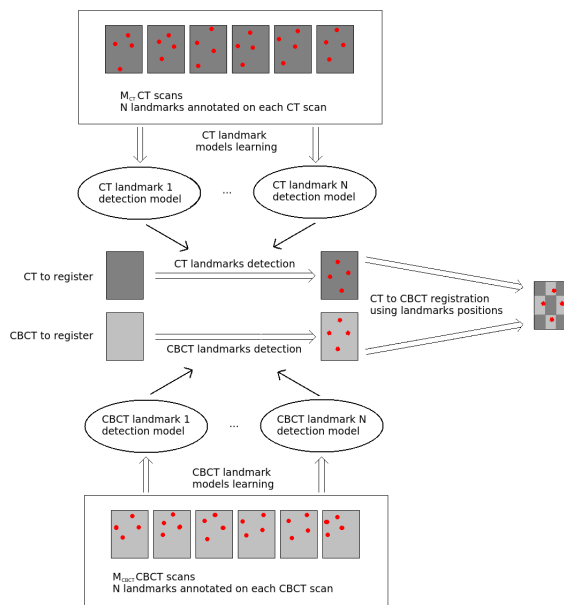 M_CT CT scans
N landmarks annotated on each CT scan
CT landmark
models learning
CT landmark 1
detection model
...
CT landmark N
detection model
CT to register
CT landmarks detection
CT to CBCT registration
using landmarks positions
CBCT to register
CBCT landmarks detection
CBCT landmark 1
detection model
...
CBCT landmark N
detection model
CBCT landmark
models learning
M_CBCT CBCT scans
N landmarks annotated on each CBCT scan